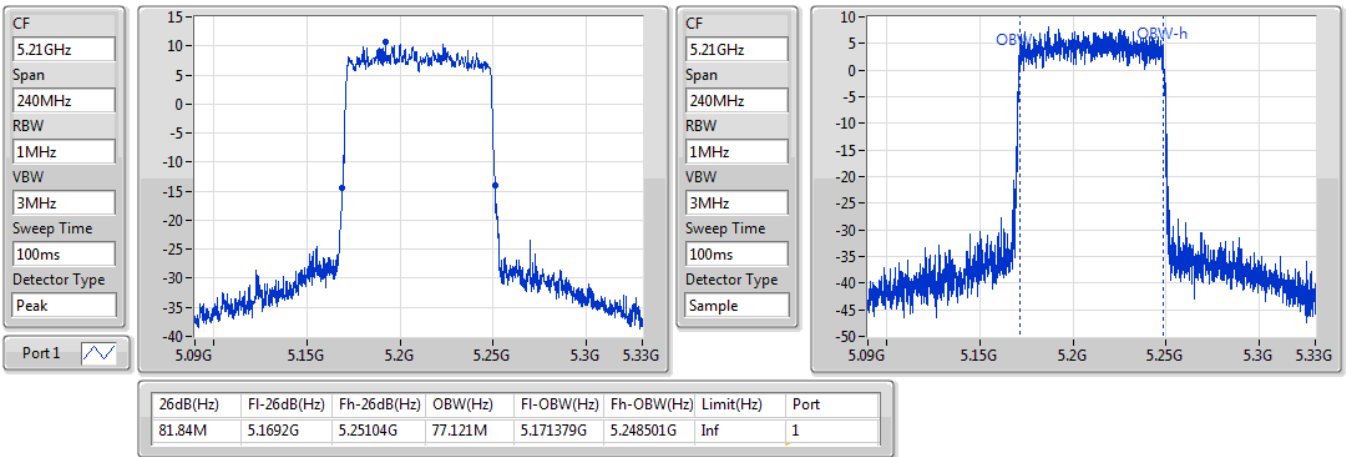 CF
5.21GHz
Span
240MHz
RBW
1MHz
VBW
3MHz
Sweep Time
100ms
Detector Type
Peak
Port 1
15
10
5
0
-5
-10
-15
-20
-25
-30
-35
-40
5.09G 5.15G 5.2G 5.25G 5.3G 5.33G
CF
5.21GHz
Span
240MHz
RBW
1MHz
VBW
3MHz
Sweep Time
100ms
Detector Type
Sample
10
5
0
-5
-10
-15
-20
-25
-30
-35
-40
-45
-50
OBW-h
5.09G 5.15G 5.2G 5.25G 5.3G 5.33G
26dB(Hz) Fl-26dB(Hz) Fh-26dB(Hz) OBW(Hz) Fl-OBW(Hz) Fh-OBW(Hz) Limit(Hz) Port
81.84M 5.1692G 5.25104G 77.121M 5.171379G 5.248501G Inf 1